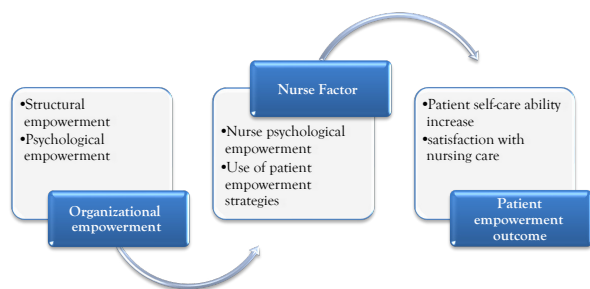 •Structural
empowerment
•Psychological
empowerment
Organizational
empowerment
Nurse Factor
•Nurse psychological
empowerment
•Use of patient
empowerment
strategies
•Patient self-care ability
increase
•satisfaction with
nursing care
Patient
empowerment
outcome